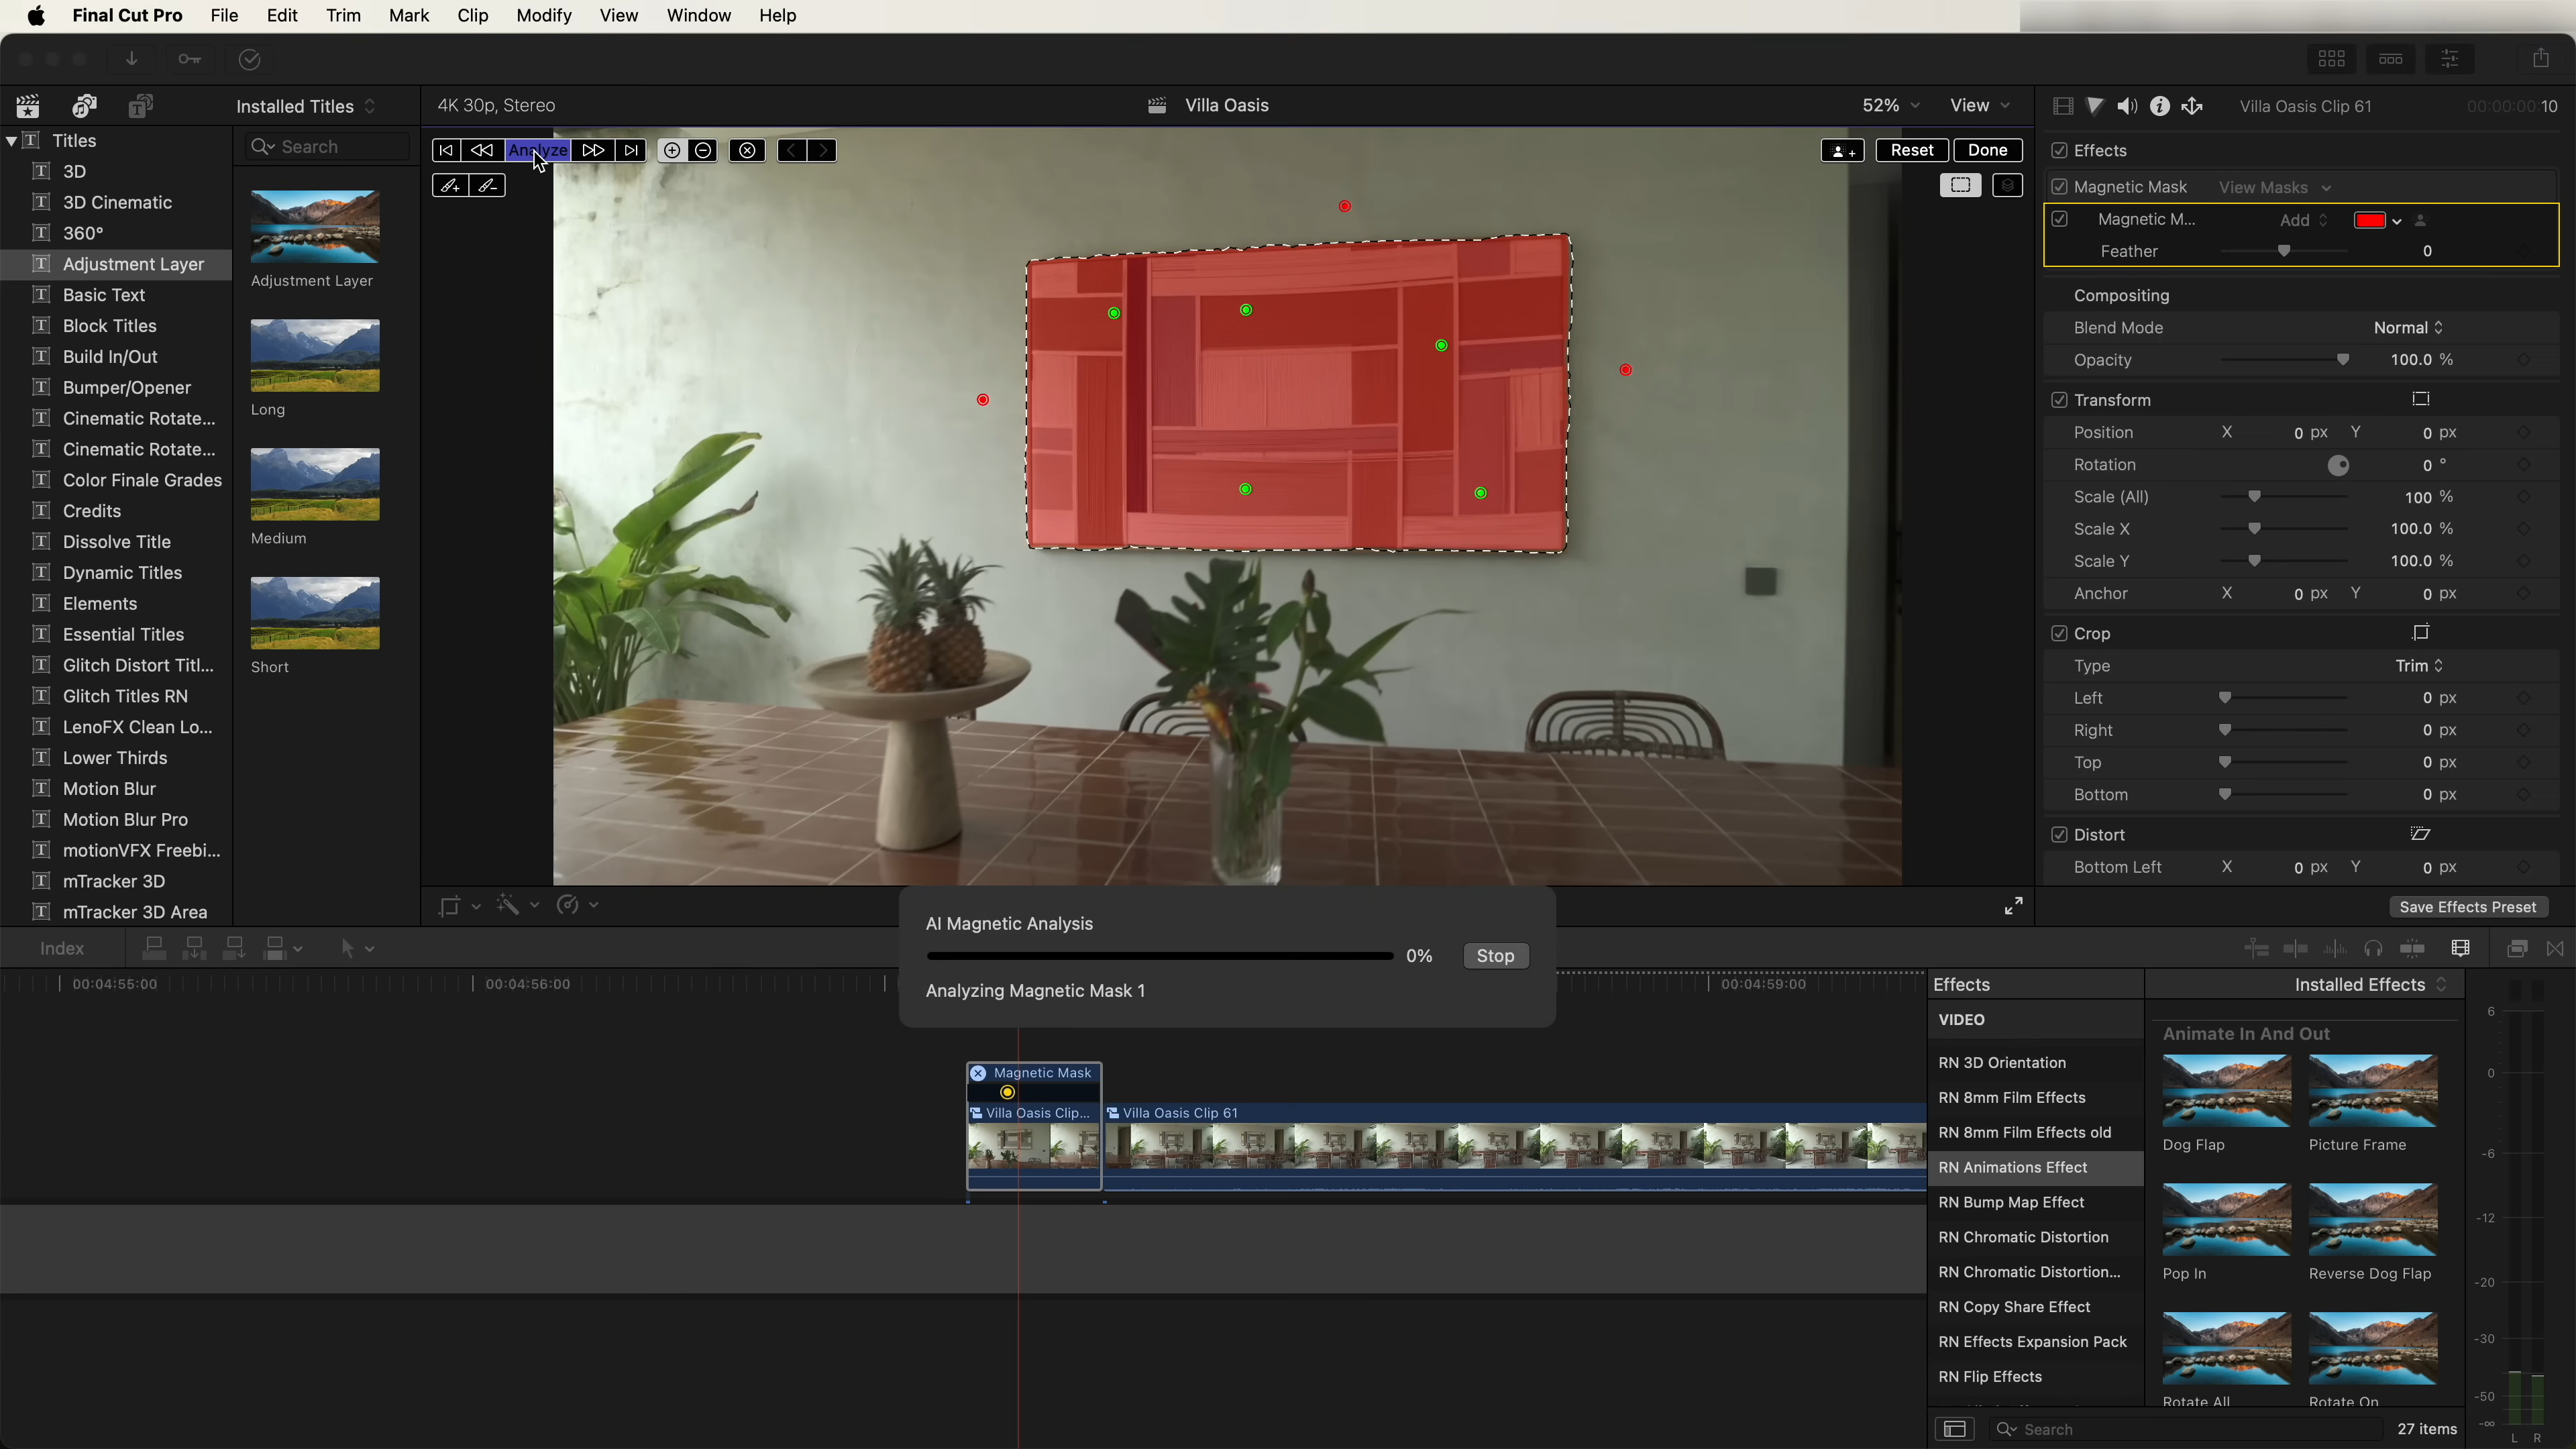 Final Cut Pro File Edit Trim Mark Clip Modify View Window Help
Installed Titles
4K 30p, Stereo
Villa Oasis
52%
View
Villa Oasis Clip 61
00:00:00:10
Titles
3D
3D Cinematic
360°
Adjustment Layer
Basic Text
Block Titles
Build In/Out
Bumper/Opener
Cinematic Rotate...
Cinematic Rotate...
Color Finale Grades
Credits
Dissolve Title
Dynamic Titles
Elements
Essential Titles
Glitch Distort Titl...
Glitch Titles RN
LenoFX Clean Lo...
Lower Thirds
Motion Blur
Motion Blur Pro
motionVFX Freebi...
mTracker 3D
mTracker 3D Area
Search
Adjustment Layer
Long
Medium
Short
Analyze
Reset
Done
Effects
Magnetic Mask View Masks
Magnetic M... Add
Feather 0
Compositing
Blend Mode Normal
Opacity 100.0 %
Transform
Position X 0 px Y 0 px
Rotation 0 °
Scale (All) 100 %
Scale X 100.0 %
Scale Y 100.0 %
Anchor X 0 px Y 0 px
Crop
Type Trim
Left 0 px
Right 0 px
Top 0 px
Bottom 0 px
Distort
Bottom Left X 0 px Y 0 px
Save Effects Preset
AI Magnetic Analysis
0% Stop
Analyzing Magnetic Mask 1
Index
00:04:55:00
00:04:56:00
00:04:59:00
Magnetic Mask
Villa Oasis Clip...
Villa Oasis Clip 61
Effects
Installed Effects
VIDEO
RN 3D Orientation
RN 8mm Film Effects
RN 8mm Film Effects old
RN Animations Effect
RN Bump Map Effect
RN Chromatic Distortion
RN Chromatic Distortion...
RN Copy Share Effect
RN Effects Expansion Pack
RN Flip Effects
Animate In And Out
Dog Flap
Picture Frame
Pop In
Reverse Dog Flap
Rotate All
Rotate On
Search
27 items
6
0
-6
-12
-20
-30
-50
-∞
L R